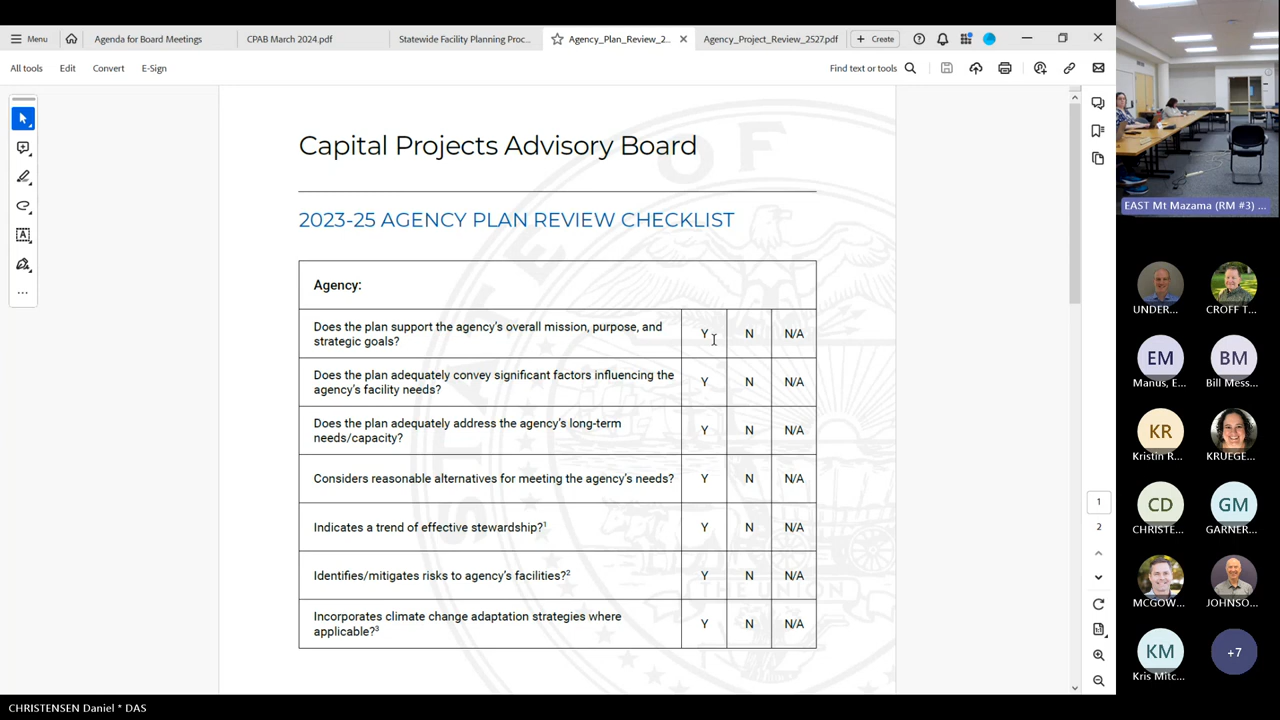 Menu
Agenda for Board Meetings
CPAB March 2024.pdf
Statewide Facility Planning Proc...
Agency_Plan_Review_2...
Agency_Project_Review_2527.pdf
Create
All tools
Edit
Convert
E-Sign
Find text or tools
Capital Projects Advisory Board
2023-25 AGENCY PLAN REVIEW CHECKLIST
Agency:
Does the plan support the agency's overall mission, purpose, and
strategic goals?
Y N N/A
Does the plan adequately convey significant factors influencing the
agency's facility needs?
Y N N/A
Does the plan adequately address the agency's long-term
needs/capacity?
Y N N/A
Considers reasonable alternatives for meeting the agency's needs? Y N N/A
Indicates a trend of effective stewardship?¹ Y N N/A
Identifies/mitigates risks to agency's facilities?² Y N N/A
Incorporates climate change adaptation strategies where
applicable?³
Y N N/A
OF
UNION
1
2
EAST Mt Mazama (RM #3) ...
UNDER...
CROFF T...
EM
Manus, E...
BM
Bill Mess...
KR
Kristin R...
KRUEGE...
CD
CHRISTE...
GM
GARNER...
MCGOW...
JOHNSO...
KM
Kris Mitc...
+7
CHRISTENSEN Daniel * DAS